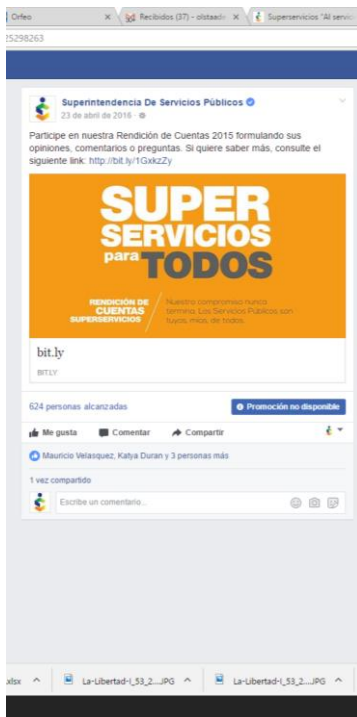 Orfeo
Recibidos (37) - olstaadv
Superservicios "Al servic
25298263
Superintendencia De Servicios Públicos
23 de abril de 2016
Participe en nuestra Rendición de Cuentas 2015 formulando sus
opiniones, comentarios o preguntas. Si quiere saber más, consulte el
siguiente link: http://bit.ly/1GxkzZy
SUPER
SERVICIOS
para TODOS
RENDICIÓN DE
CUENTAS
SUPERSERVICIOS
Nuestro compromiso nunca
termina. Los Servicios Públicos son
tuyos, míos, de todos.
bit.ly
BIT.LY
624 personas alcanzadas
Promoción no disponible
Me gusta Comentar Compartir
Mauricio Velasquez, Katya Duran y 3 personas más
1 vez compartido
Escribe un comentario...
.xlsx
La-Libertad-I_53_2....JPG
La-Libertad-I_53_2....JPG